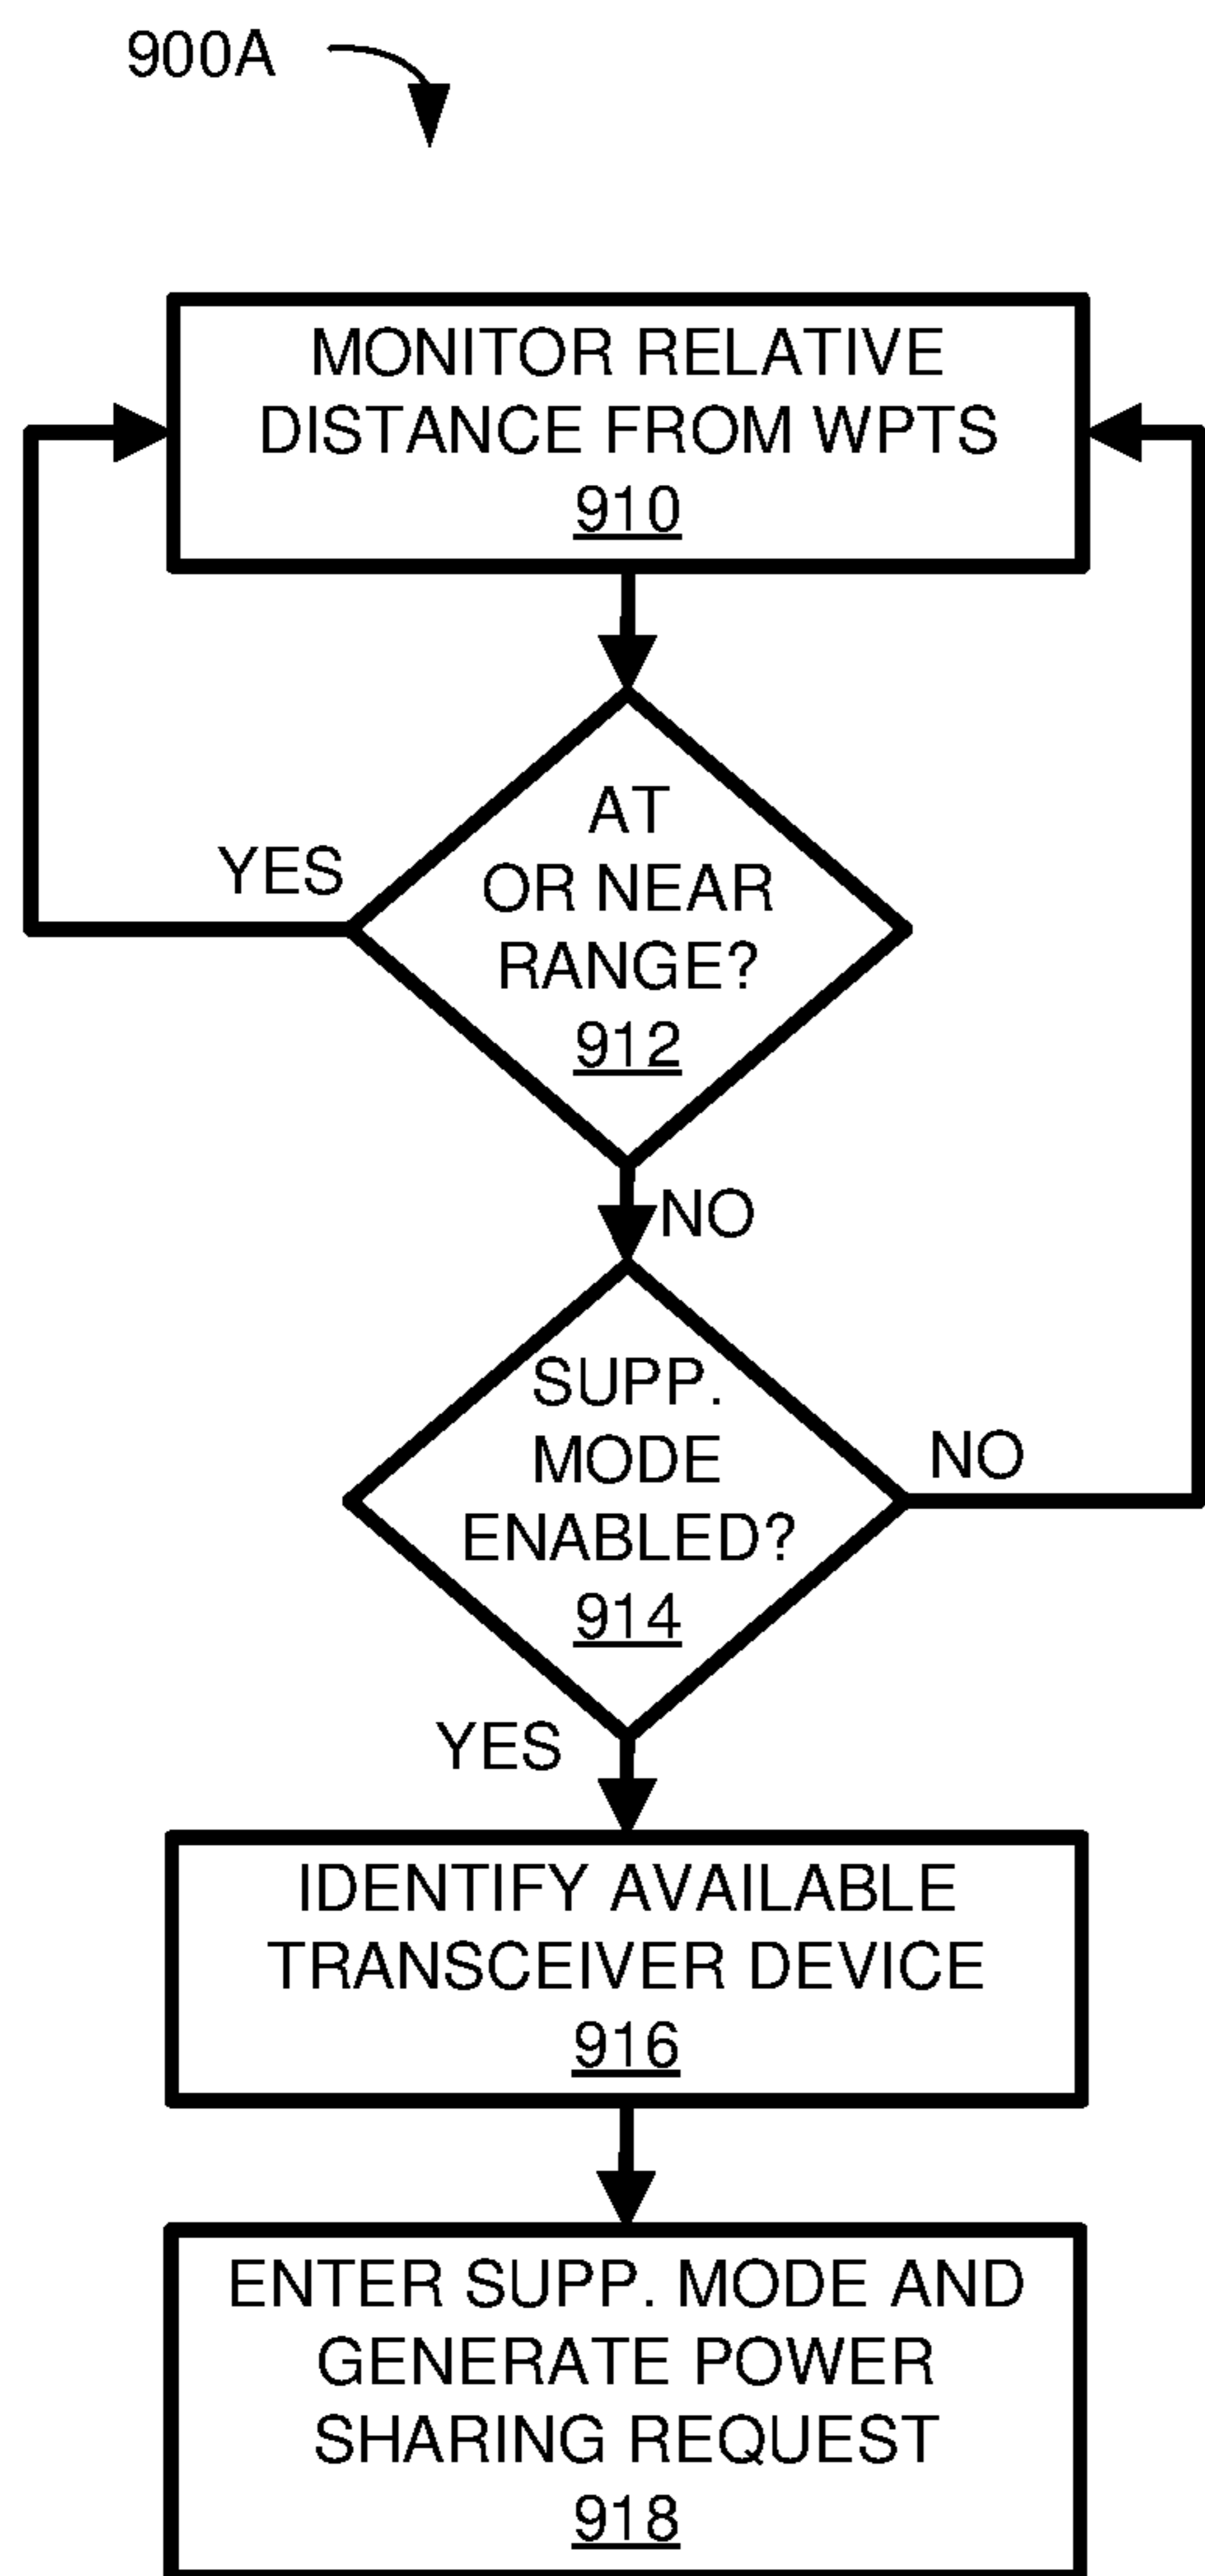 900A
MONITOR RELATIVE
DISTANCE FROM WPTS
910
AT
OR NEAR
RANGE?
912
YES
NO
SUPP.
MODE
ENABLED?
914
NO
YES
IDENTIFY AVAILABLE
TRANSCEIVER DEVICE
916
ENTER SUPP. MODE AND
GENERATE POWER
SHARING REQUEST
918